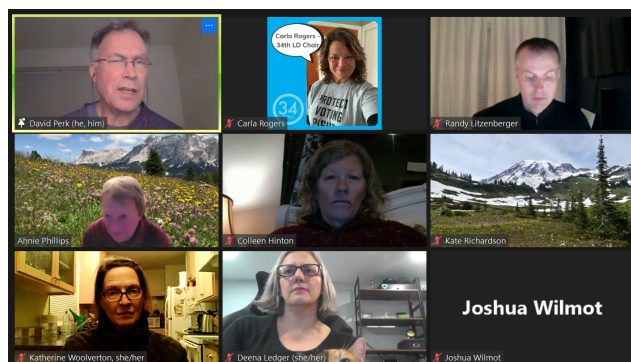 David Perk (he, him)
Carla Rogers -
34th LD Chair
PROTECT
VOTING
34
Carla Rogers
Randy Litzenberger
Annie Phillips
Colleen Hinton
Kate Richardson
Katherine Woolverton, she/her
Deena Ledger (she/her)
Joshua Wilmot
Joshua Wilmot